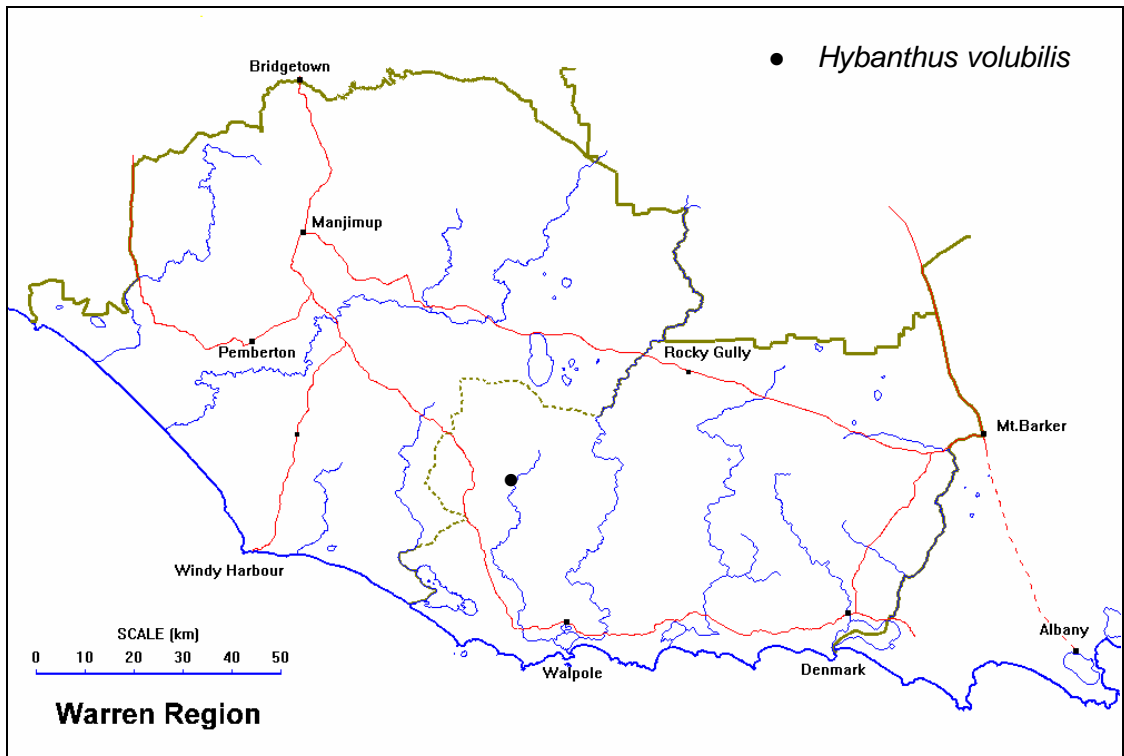 Hybanthus volubilis
Bridgetown
Manjimup
Pemberton
Rocky Gully
Mt.Barker
Windy Harbour
SCALE (km)
0 10 20 30 40 50
Walpole
Denmark
Albany
Warren Region